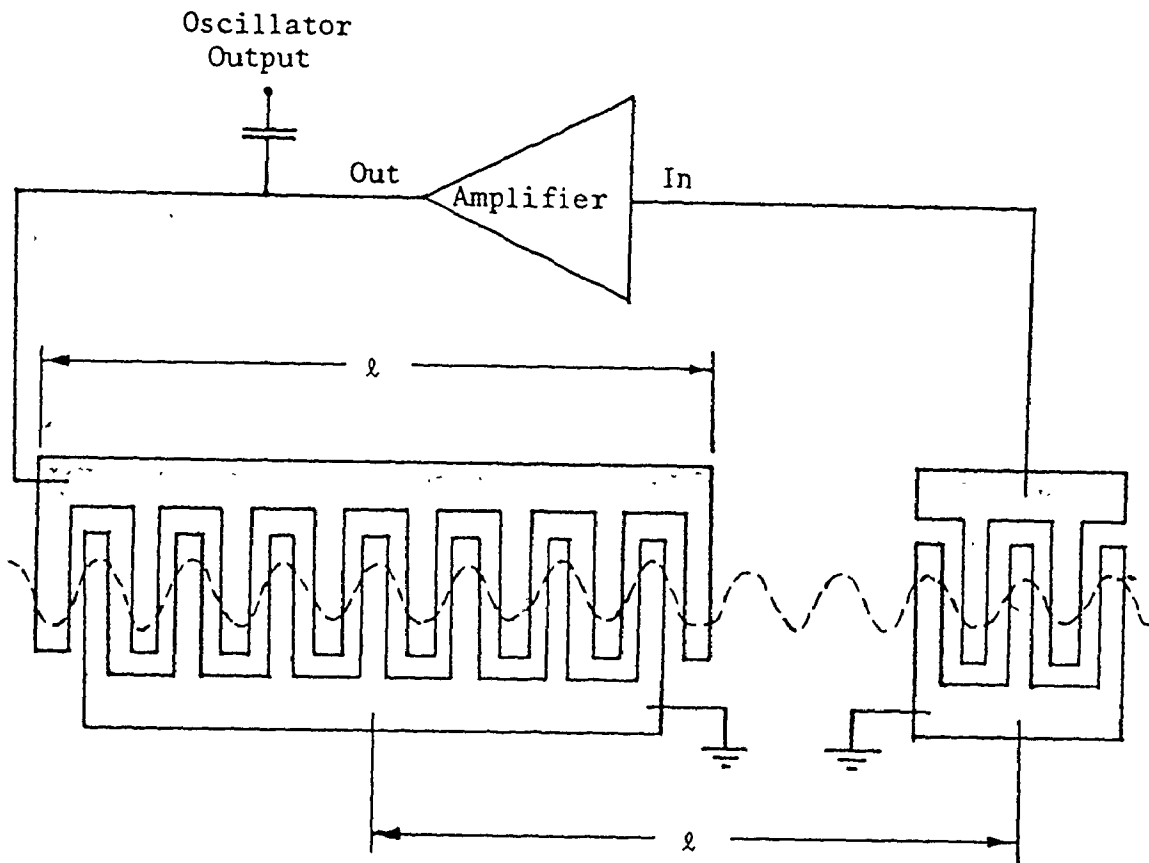 Oscillator
Output
Out
Amplifier
In
ℓ
ℓ